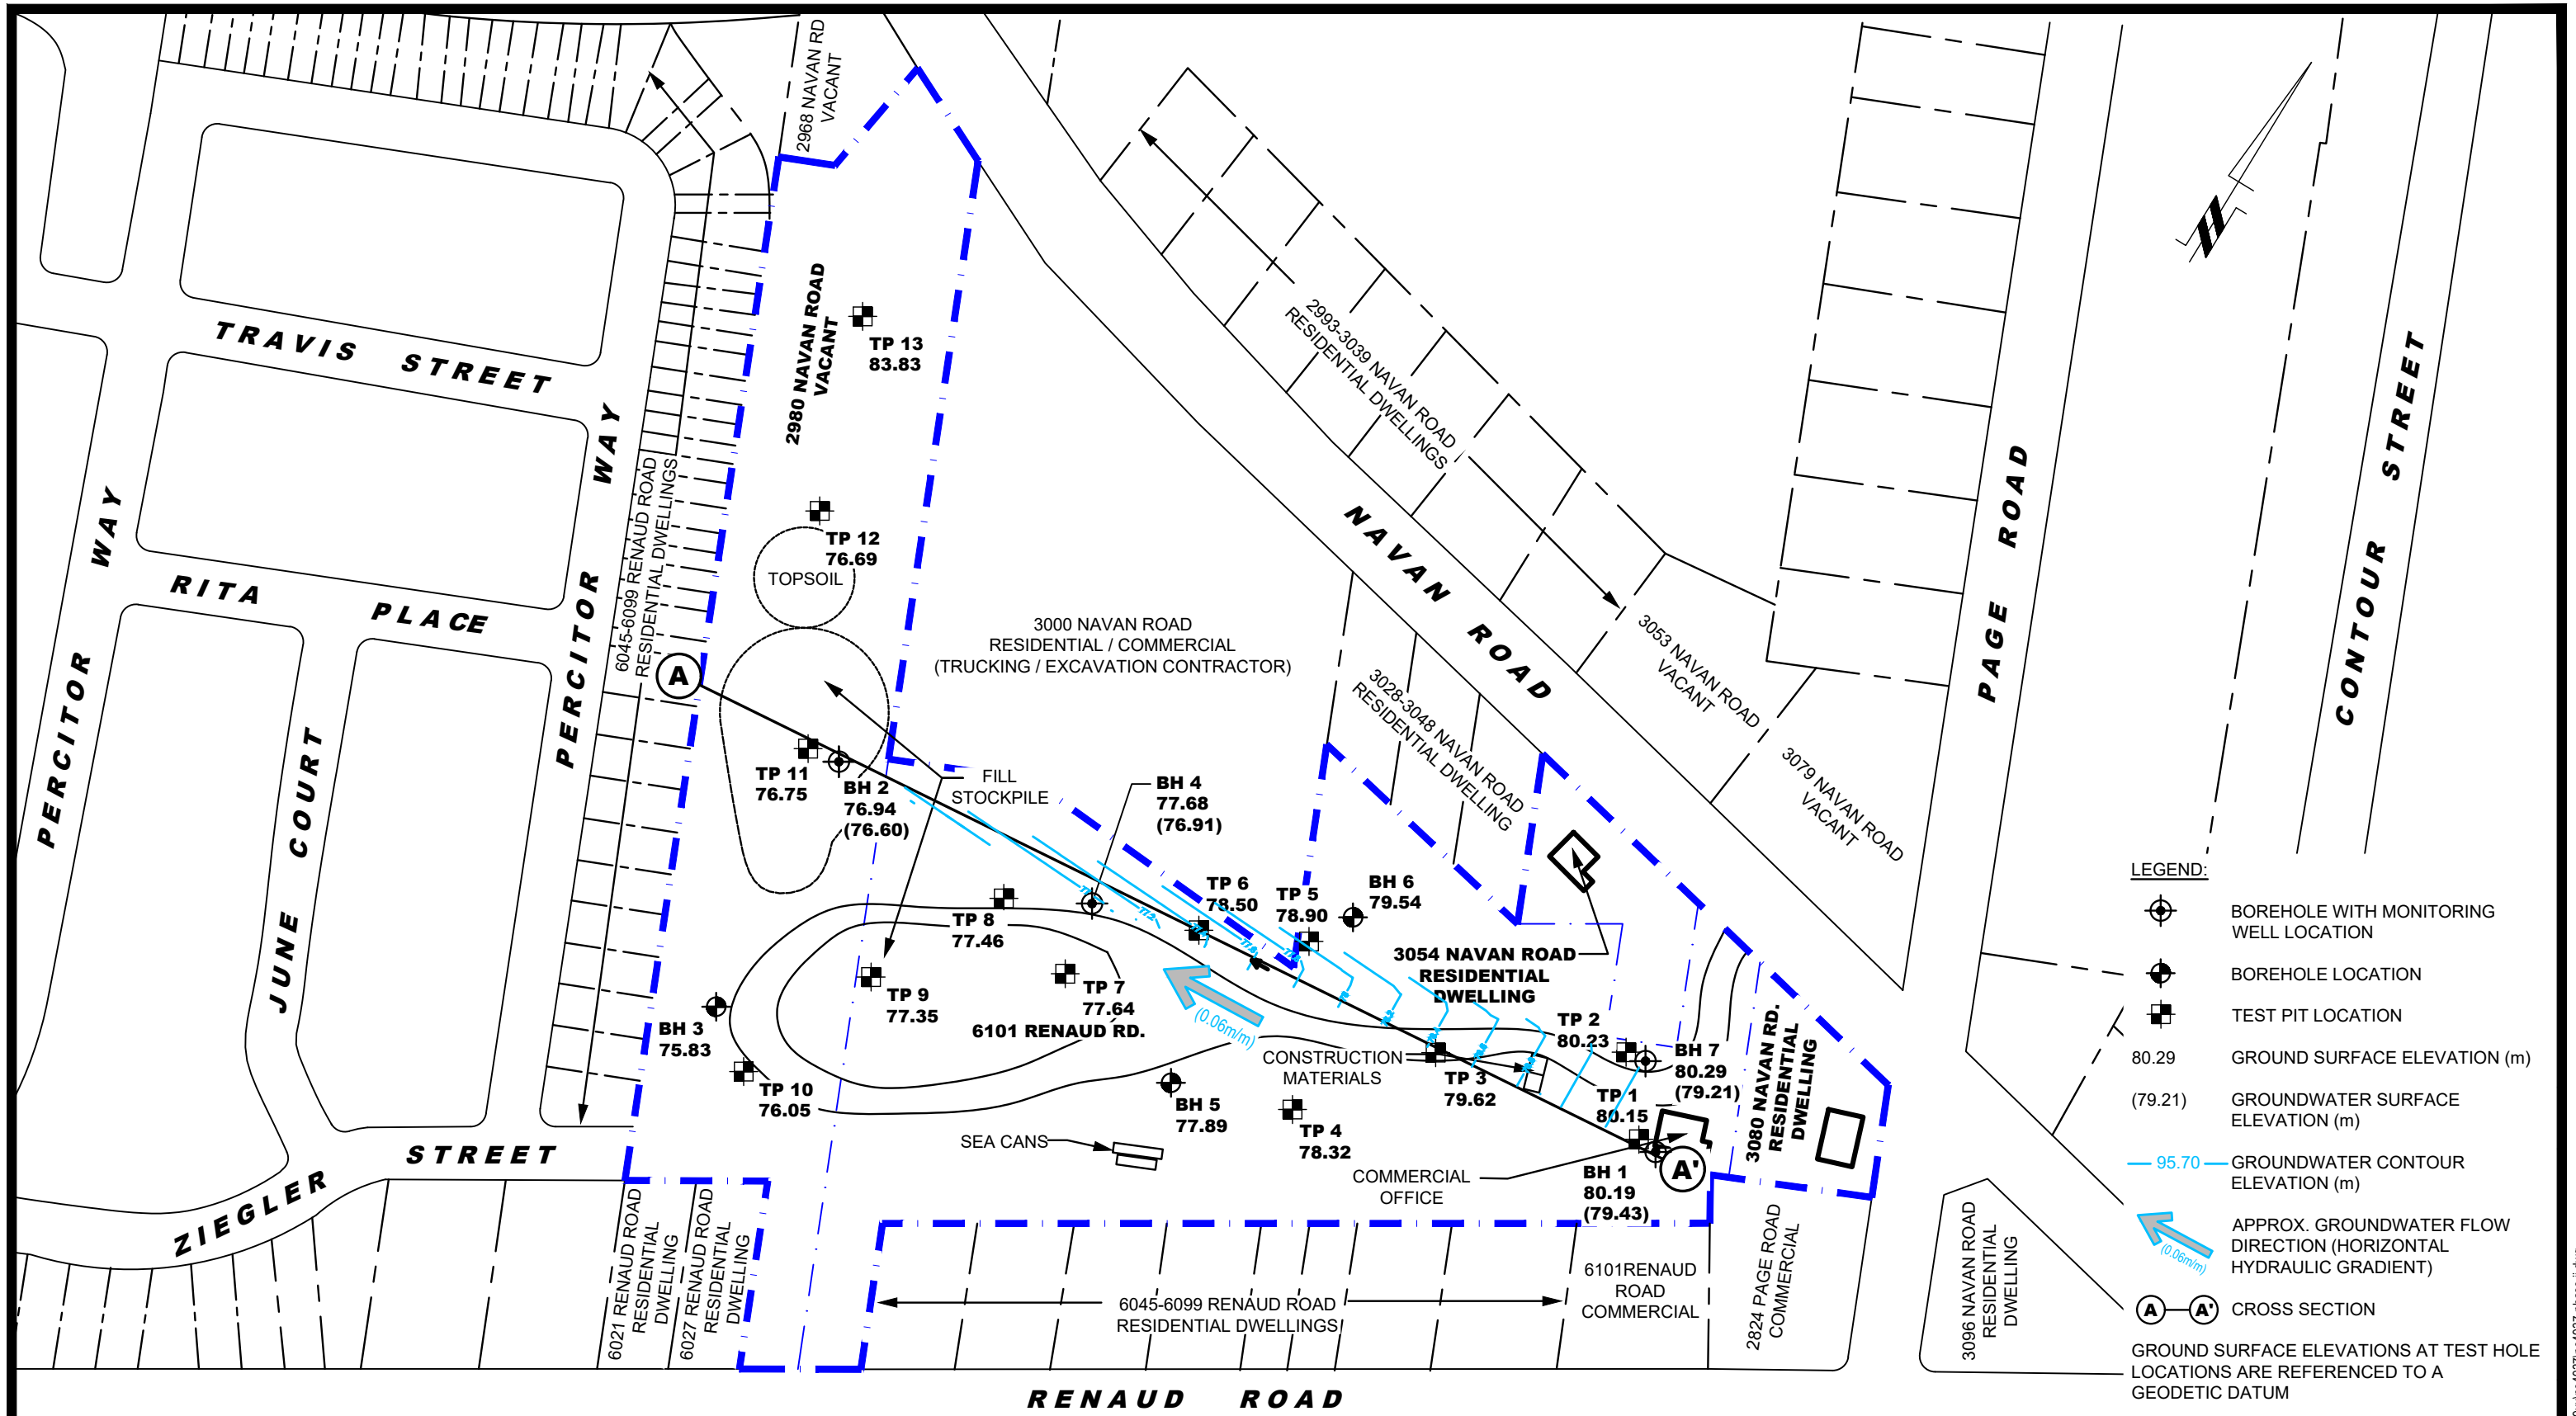 2968 NAVAN RD
VACANT
TRAVIS STREET
2980 NAVAN ROAD
VACANT
TP 13
83.83
2993-3039 NAVAN ROAD
RESIDENTIAL DWELLINGS
PERCITOR WAY
PERCITOR WAY
6045-6099 RENAUD ROAD
RESIDENTIAL DWELLINGS
TP 12
76.69
TOPSOIL
NAVAN ROAD
PAGE ROAD
CONTOUR STREET
RITA PLACE
3000 NAVAN ROAD
RESIDENTIAL / COMMERCIAL
(TRUCKING / EXCAVATION CONTRACTOR)
A
3053 NAVAN ROAD
VACANT
3028-3048 NAVAN ROAD
RESIDENTIAL DWELLING
3079 NAVAN ROAD
VACANT
JUNE COURT
TP 11
76.75
BH 2
76.94
(76.60)
FILL
STOCKPILE
BH 4
77.68
(76.91)
TP 6
78.50
TP 5
78.90
BH 6
79.54
TP 8
77.46
3054 NAVAN ROAD
RESIDENTIAL
DWELLING
TP 9
77.35
TP 7
77.64
6101 RENAUD RD.
(0.06m/m)
BH 3
75.83
TP 10
76.05
CONSTRUCTION
MATERIALS
TP 2
80.23
BH 7
80.29
(79.21)
TP 3
79.62
TP 1
80.15
3080 NAVAN RD.
RESIDENTIAL
DWELLING
BH 5
77.89
TP 4
78.32
SEA CANS
COMMERCIAL
OFFICE
BH 1
80.19
(79.43)
A'
ZIEGLER STREET
6021 RENAUD ROAD
RESIDENTIAL
DWELLING
6027 RENAUD ROAD
RESIDENTIAL
DWELLING
6045-6099 RENAUD ROAD
RESIDENTIAL DWELLINGS
6101RENAUD
ROAD
COMMERCIAL
2824 PAGE ROAD
COMMERCIAL
3096 NAVAN ROAD
RESIDENTIAL
DWELLING
RENAUD ROAD
LEGEND:
BOREHOLE WITH MONITORING
WELL LOCATION
BOREHOLE LOCATION
TEST PIT LOCATION
80.29 GROUND SURFACE ELEVATION (m)
(79.21) GROUNDWATER SURFACE
ELEVATION (m)
95.70 GROUNDWATER CONTOUR
ELEVATION (m)
APPROX. GROUNDWATER FLOW
DIRECTION (HORIZONTAL
HYDRAULIC GRADIENT)
(0.06m/m)
A A' CROSS SECTION
GROUND SURFACE ELEVATIONS AT TEST HOLE
LOCATIONS ARE REFERENCED TO A
GEODETIC DATUM